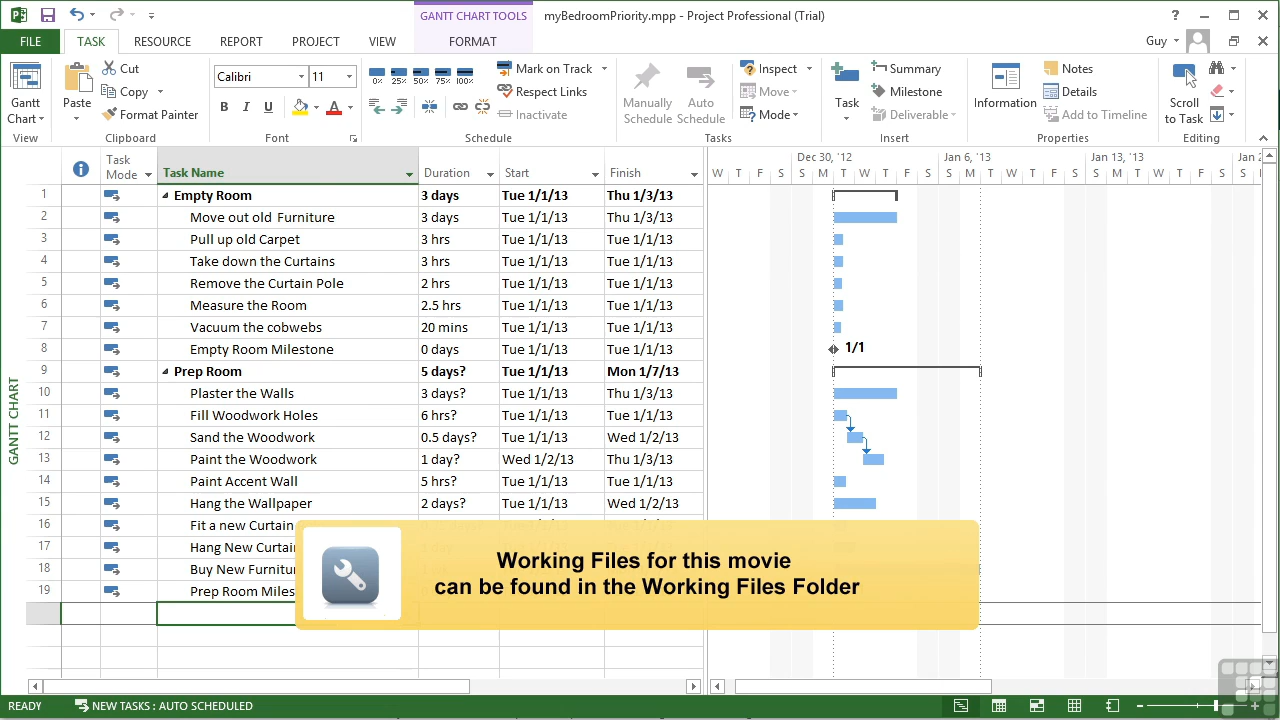 GANTT CHART TOOLS
myBedroomPriority.mpp - Project Professional (Trial)
FILE TASK RESOURCE REPORT PROJECT VIEW FORMAT Guy
Gantt Chart
View
Paste
Cut
Copy
Format Painter
Clipboard
Calibri 11
B I U A
Font
0% 25% 50% 75% 100%
Mark on Track
Respect Links
Inactivate
Schedule
Manually Schedule
Auto Schedule
Inspect
Move
Mode
Tasks
Task
Summary
Milestone
Deliverable
Insert
Information
Notes
Details
Add to Timeline
Properties
Scroll to Task
Editing
Task Mode Task Name Duration Start Finish
Dec 30, '12 Jan 6, '13 Jan 13, '13
W T F S S M T W T F S S M T W T F S S M T W T F S S
1 Empty Room 3 days Tue 1/1/13 Thu 1/3/13
2 Move out old Furniture 3 days Tue 1/1/13 Thu 1/3/13
3 Pull up old Carpet 3 hrs Tue 1/1/13 Tue 1/1/13
4 Take down the Curtains 3 hrs Tue 1/1/13 Tue 1/1/13
5 Remove the Curtain Pole 2 hrs Tue 1/1/13 Tue 1/1/13
6 Measure the Room 2.5 hrs Tue 1/1/13 Tue 1/1/13
7 Vacuum the cobwebs 20 mins Tue 1/1/13 Tue 1/1/13
8 Empty Room Milestone 0 days Tue 1/1/13 Tue 1/1/13 1/1
9 Prep Room 5 days? Tue 1/1/13 Mon 1/7/13
10 Plaster the Walls 3 days? Tue 1/1/13 Thu 1/3/13
11 Fill Woodwork Holes 6 hrs? Tue 1/1/13 Tue 1/1/13
12 Sand the Woodwork 0.5 days? Tue 1/1/13 Wed 1/2/13
13 Paint the Woodwork 1 day? Wed 1/2/13 Thu 1/3/13
14 Paint Accent Wall 5 hrs? Tue 1/1/13 Tue 1/1/13
15 Hang the Wallpaper 2 days? Tue 1/1/13 Wed 1/2/13
16 Fit a new Curtain
17 Hang New
18 Buy New
19 Prep Room
Working Files for this movie
can be found in the Working Files Folder
GANTT CHART
READY NEW TASKS : AUTO SCHEDULED